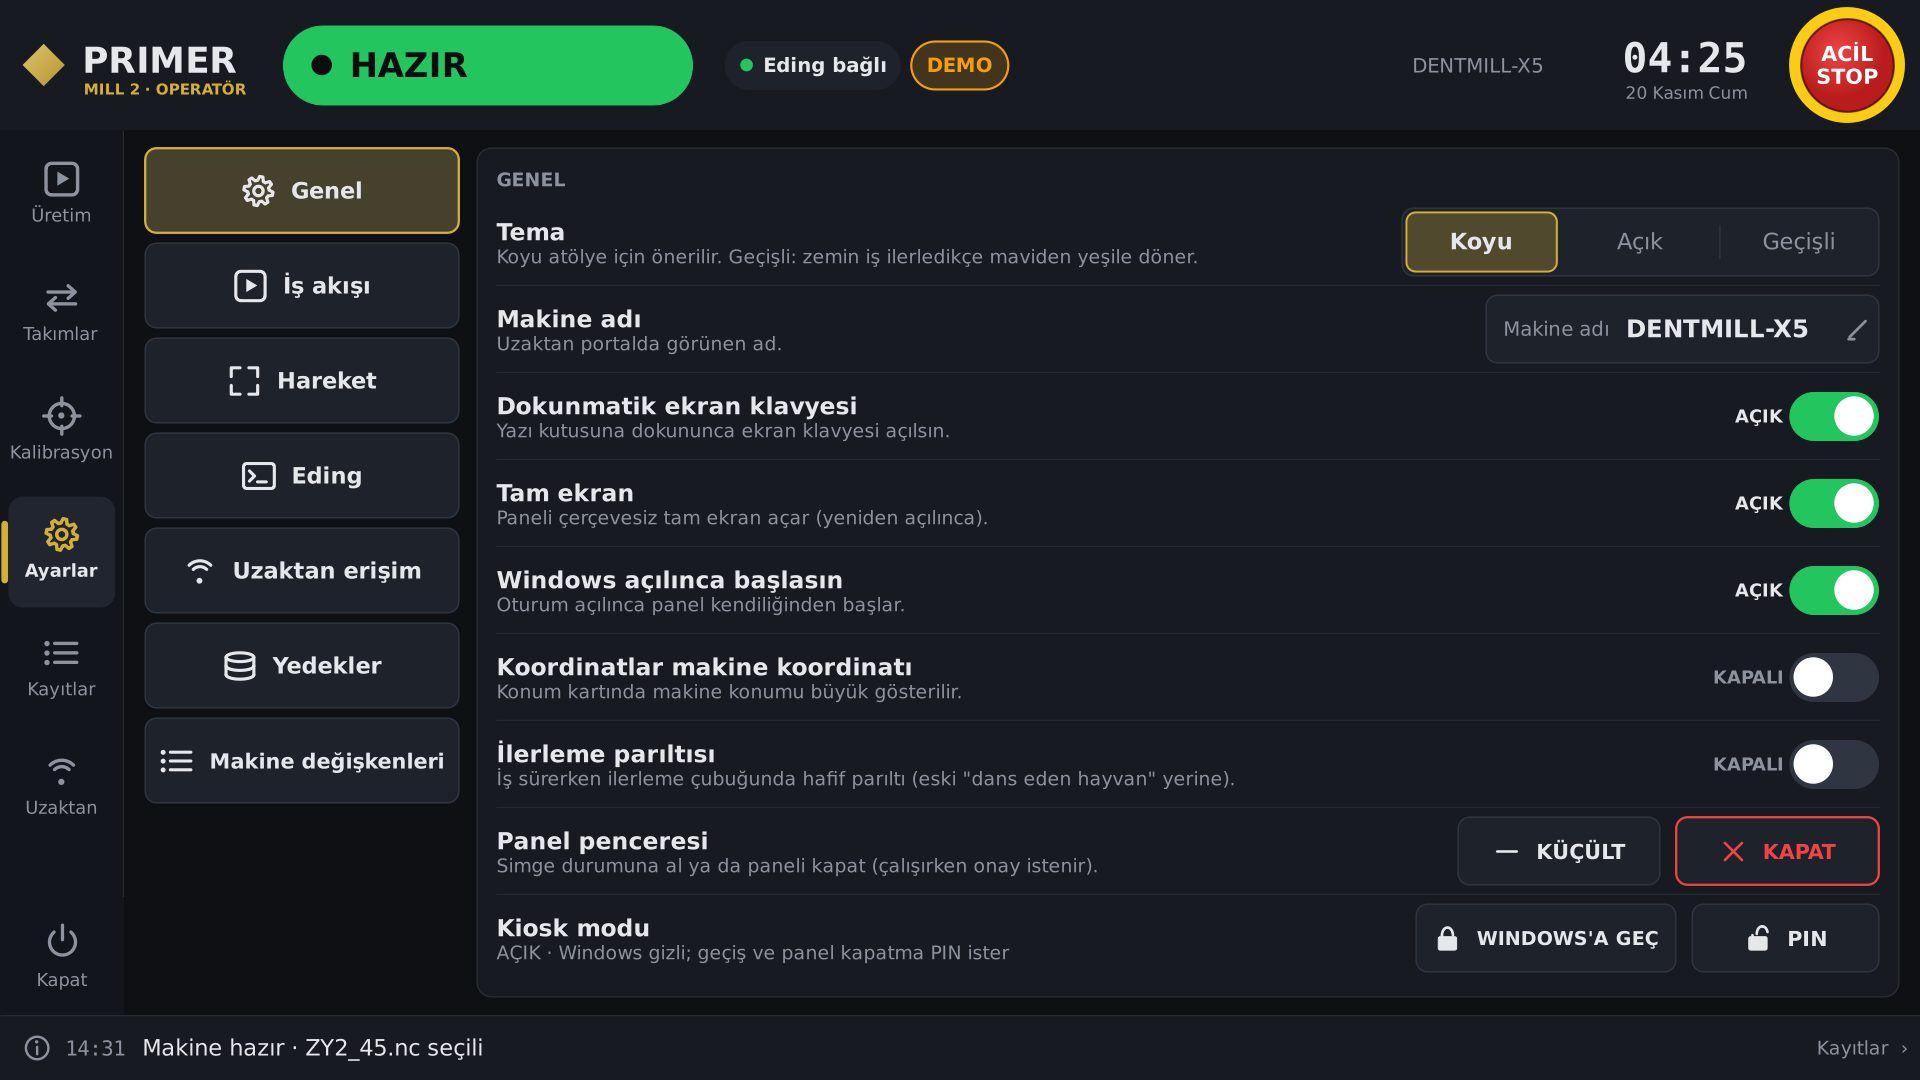 PRIMER
MILL 2 · OPERATÖR
HAZIR
Eding bağlı
DEMO
DENTMILL-X5
04:25
20 Kasım Cum
ACİL
STOP
Üretim
Takımlar
Kalibrasyon
Ayarlar
Kayıtlar
Uzaktan
Kapat
Genel
İş akışı
Hareket
Eding
Uzaktan erişim
Yedekler
Makine değişkenleri
GENEL
Tema
Koyu atölye için önerilir. Geçişli: zemin iş ilerledikçe maviden yeşile döner.
Koyu
Açık
Geçişli
Makine adı
Uzaktan portalda görünen ad.
Makine adı DENTMILL-X5
Dokunmatik ekran klavyesi
Yazı kutusuna dokununca ekran klavyesi açılsın.
AÇIK
Tam ekran
Paneli çerçevesiz tam ekran açar (yeniden açılınca).
AÇIK
Windows açılınca başlasın
Oturum açılınca panel kendiliğinden başlar.
AÇIK
Koordinatlar makine koordinatı
Konum kartında makine konumu büyük gösterilir.
KAPALI
İlerleme parıltısı
İş sürerken ilerleme çubuğunda hafif parıltı (eski "dans eden hayvan" yerine).
KAPALI
Panel penceresi
Simge durumuna al ya da paneli kapat (çalışırken onay istenir).
KÜÇÜLT
KAPAT
Kiosk modu
AÇIK · Windows gizli; geçiş ve panel kapatma PIN ister
WINDOWS'A GEÇ
PIN
14:31 Makine hazır · ZY2_45.nc seçili
Kayıtlar ›